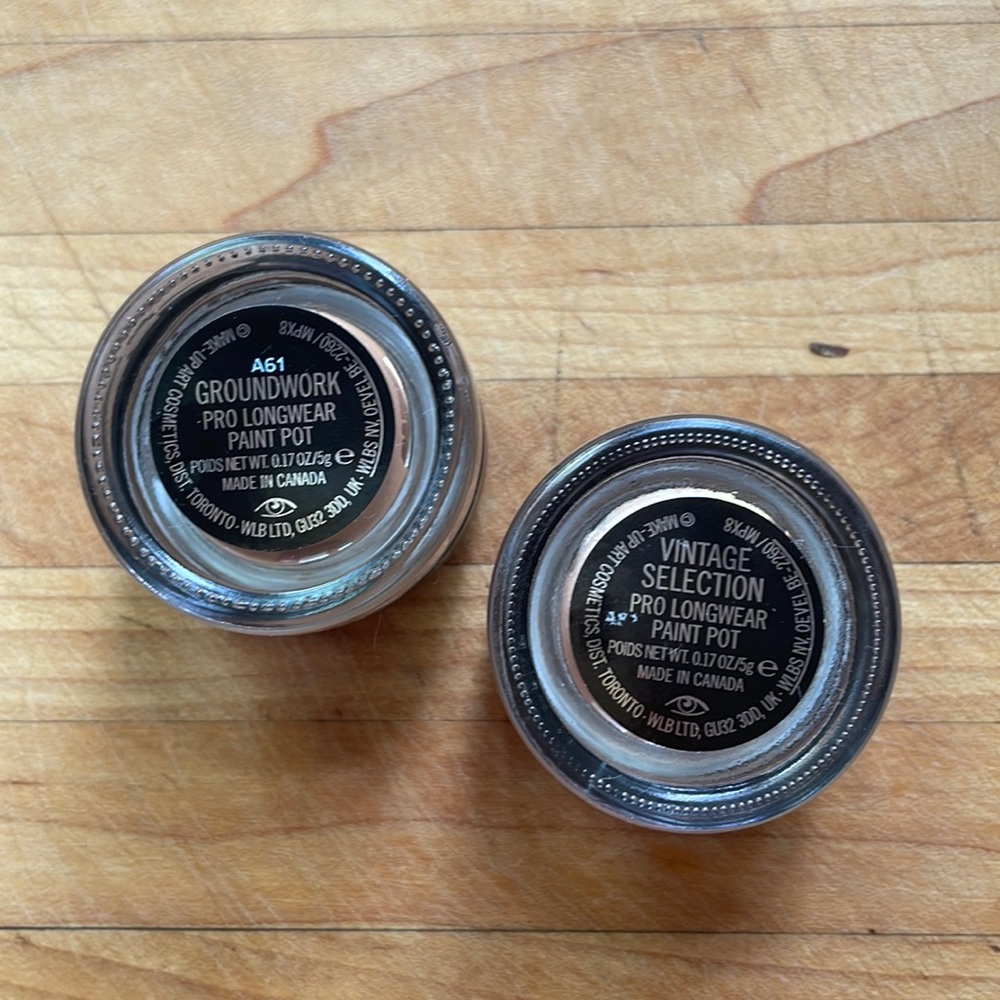 A61
GROUNDWORK
PRO LONGWEAR
PAINT POT
POIDS NET WT. 0.17 OZ/5g e
MADE IN CANADA
© MAKE-UP ART COSMETICS, DIST. TORONTO - WLB LTD, GU32 3DD, UK - WLBS NV, OEVEL BE-2260 / MPX8
VINTAGE
SELECTION
PRO LONGWEAR
PAINT POT
POIDS NET WT. 0.17 OZ/5g e
MADE IN CANADA
© MAKE-UP ART COSMETICS, DIST. TORONTO - WLB LTD, GU32 3DD, UK - WLBS NV, OEVEL BE-2260 / MPX8